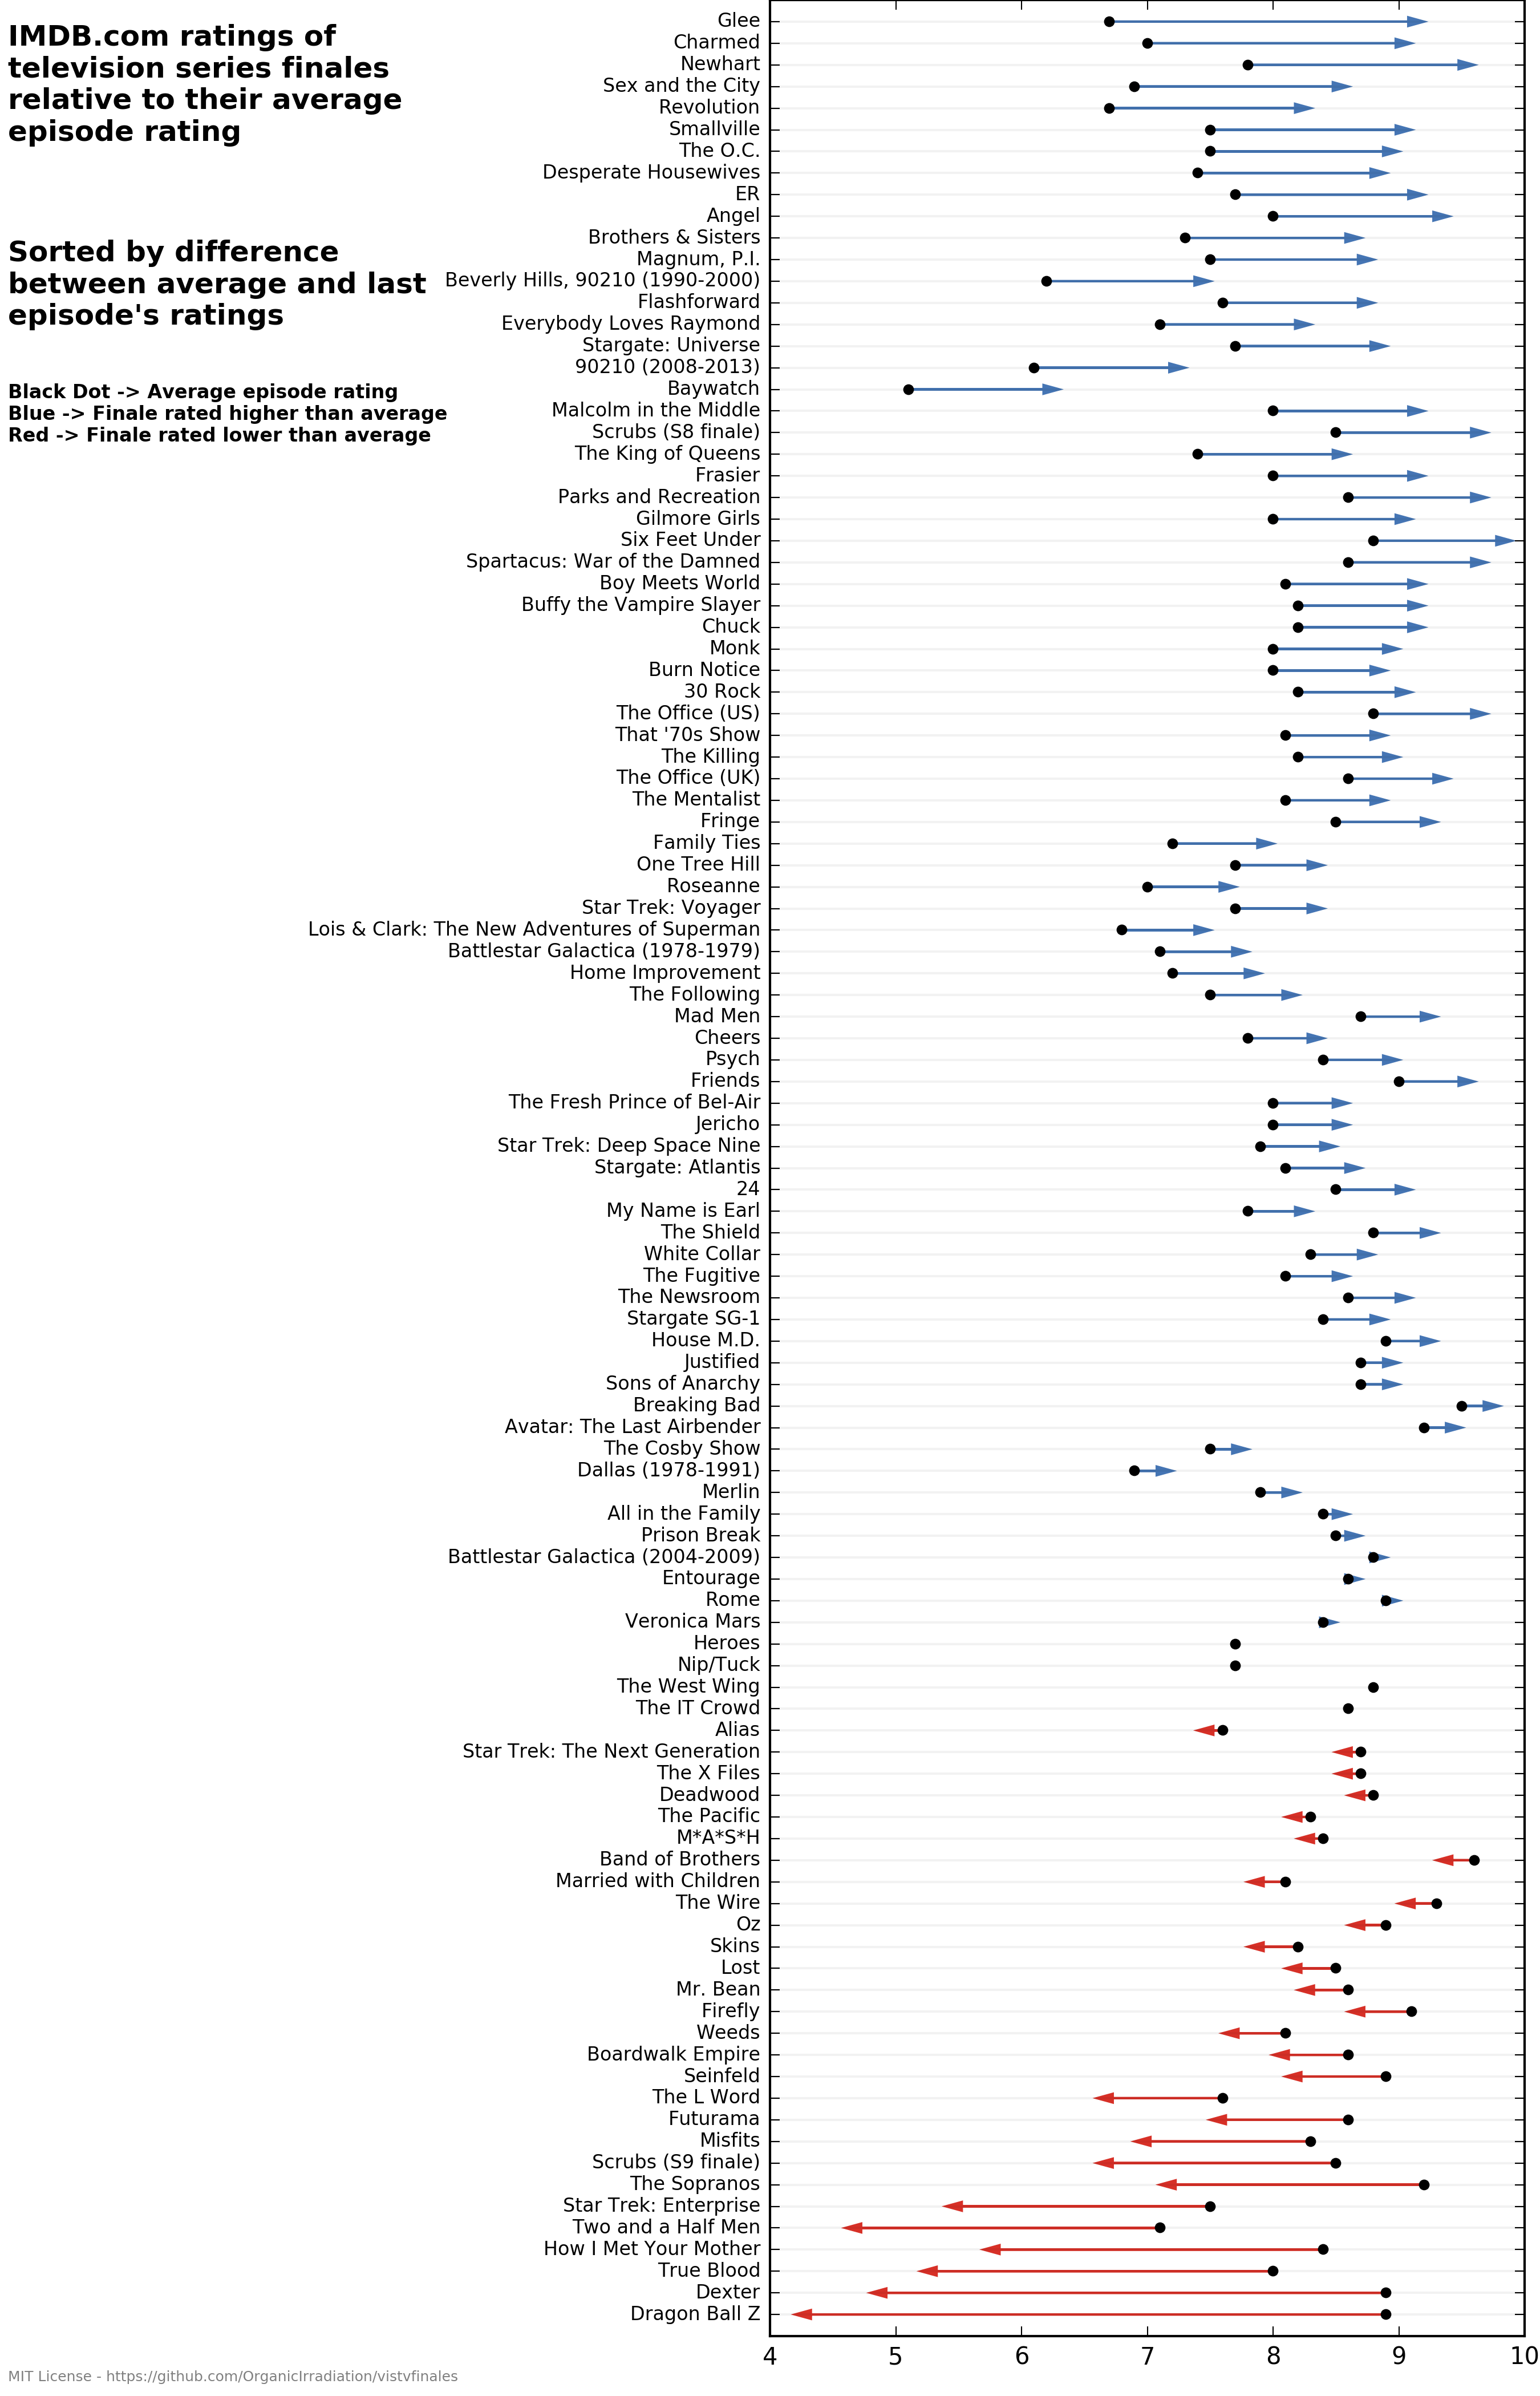 IMDB.com ratings of
television series finales
relative to their average
episode rating
Sorted by difference
between average and last
episode's ratings
Black Dot -> Average episode rating
Blue -> Finale rated higher than average
Red -> Finale rated lower than average
Glee
Charmed
Newhart
Sex and the City
Revolution
Smallville
The O.C.
Desperate Housewives
ER
Angel
Brothers & Sisters
Magnum, P.I.
Beverly Hills, 90210 (1990-2000)
Flashforward
Everybody Loves Raymond
Stargate: Universe
90210 (2008-2013)
Baywatch
Malcolm in the Middle
Scrubs (S8 finale)
The King of Queens
Frasier
Parks and Recreation
Gilmore Girls
Six Feet Under
Spartacus: War of the Damned
Boy Meets World
Buffy the Vampire Slayer
Chuck
Monk
Burn Notice
30 Rock
The Office (US)
That '70s Show
The Killing
The Office (UK)
The Mentalist
Fringe
Family Ties
One Tree Hill
Roseanne
Star Trek: Voyager
Lois & Clark: The New Adventures of Superman
Battlestar Galactica (1978-1979)
Home Improvement
The Following
Mad Men
Cheers
Psych
Friends
The Fresh Prince of Bel-Air
Jericho
Star Trek: Deep Space Nine
Stargate: Atlantis
24
My Name is Earl
The Shield
White Collar
The Fugitive
The Newsroom
Stargate SG-1
House M.D.
Justified
Sons of Anarchy
Breaking Bad
Avatar: The Last Airbender
The Cosby Show
Dallas (1978-1991)
Merlin
All in the Family
Prison Break
Battlestar Galactica (2004-2009)
Entourage
Rome
Veronica Mars
Heroes
Nip/Tuck
The West Wing
The IT Crowd
Alias
Star Trek: The Next Generation
The X Files
Deadwood
The Pacific
M*A*S*H
Band of Brothers
Married with Children
The Wire
Oz
Skins
Lost
Mr. Bean
Firefly
Weeds
Boardwalk Empire
Seinfeld
The L Word
Futurama
Misfits
Scrubs (S9 finale)
The Sopranos
Star Trek: Enterprise
Two and a Half Men
How I Met Your Mother
True Blood
Dexter
Dragon Ball Z
4 5 6 7 8 9 10
MIT License - https://github.com/OrganicIrradiation/vistvfinales